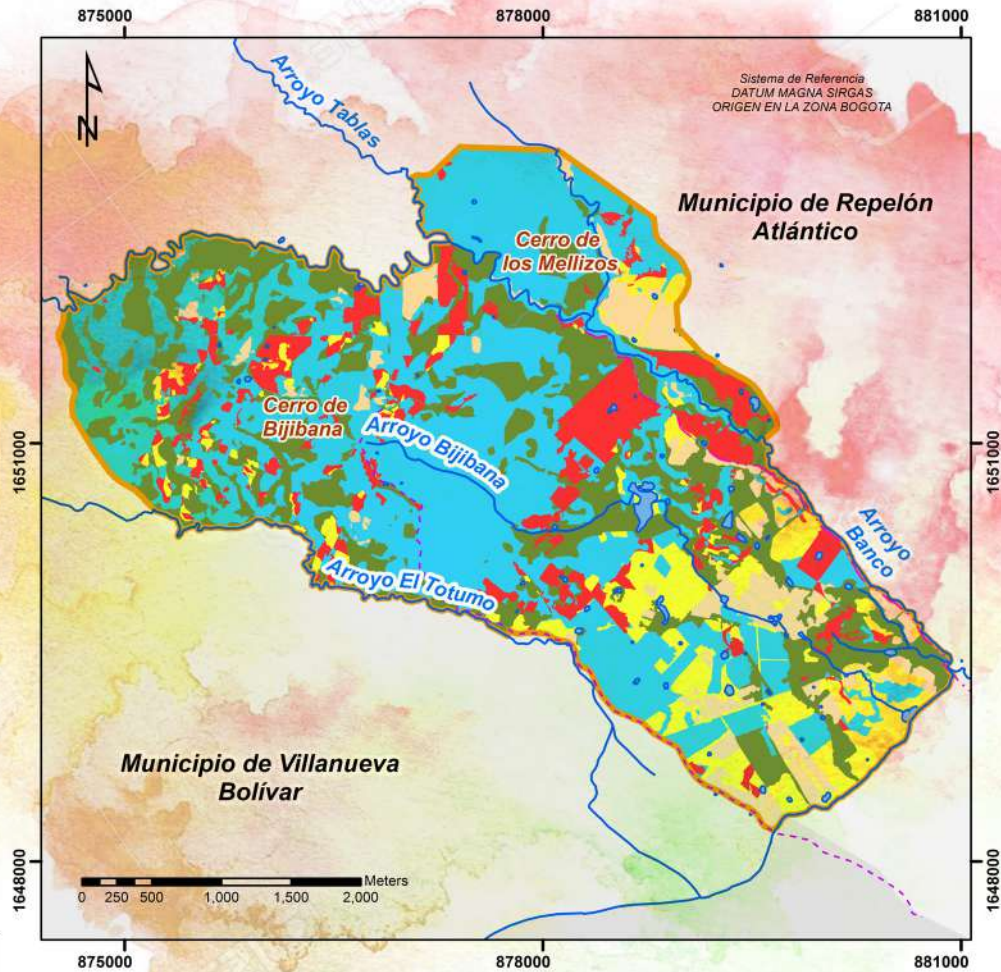 875000
878000
881000
Sistema de Referencia
DATUM MAGNA SIRGAS
ORIGEN EN LA ZONA BOGOTA
N
Arroyo Tablas
Municipio de Repelón
Atlántico
Cerro de
los Mellizos
Cerro de
Bijibana
Arroyo Bijibana
1651000
1651000
Arroyo
Banco
Arroyo El Totumo
Municipio de Villanueva
Bolívar
1648000
1648000
Meters
0 250 500 1,000 1,500 2,000
875000
878000
881000